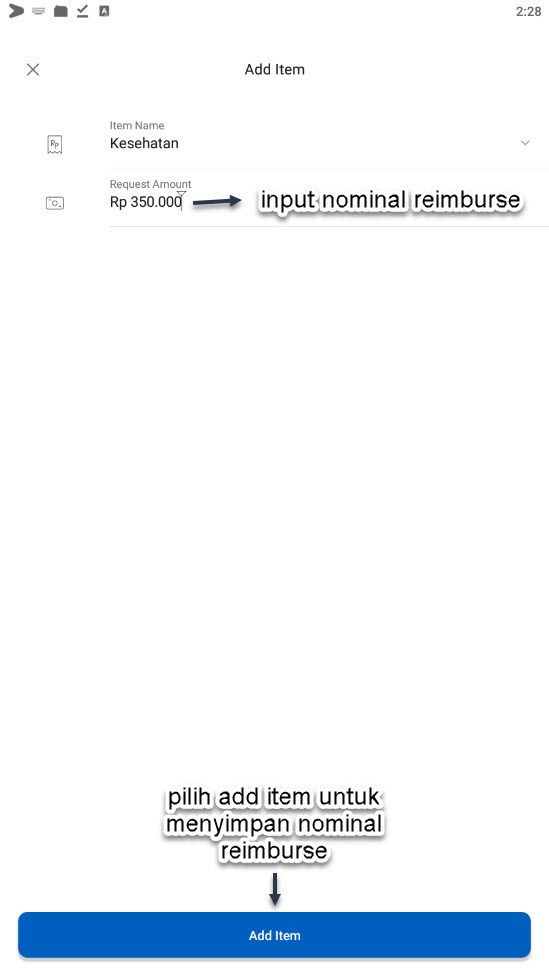 2:28
Add Item
Item Name
Rp
Kesehatan
Request Amount
Rp 350.000
input nominal reimburse
pilih add item untuk
menyimpan nominal
reimburse
Add Item